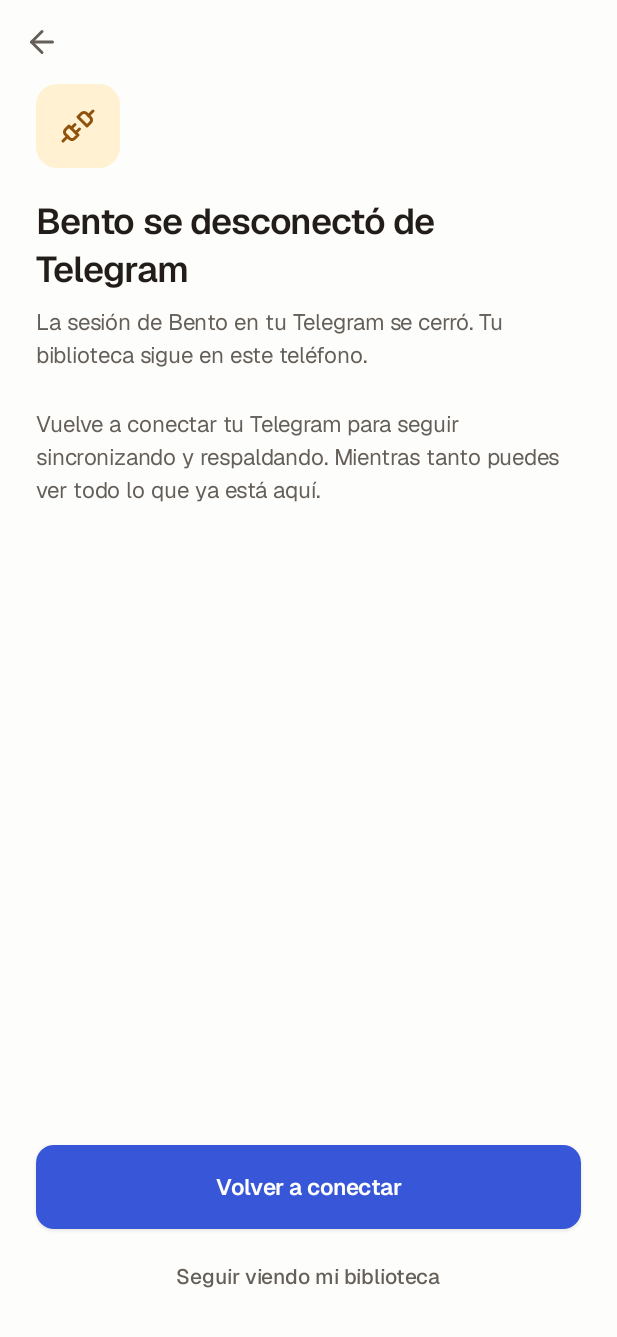 Bento se desconectó de
Telegram
La sesión de Bento en tu Telegram se cerró. Tu
biblioteca sigue en este teléfono.
Vuelve a conectar tu Telegram para seguir
sincronizando y respaldando. Mientras tanto puedes
ver todo lo que ya está aquí.
Volver a conectar
Seguir viendo mi biblioteca